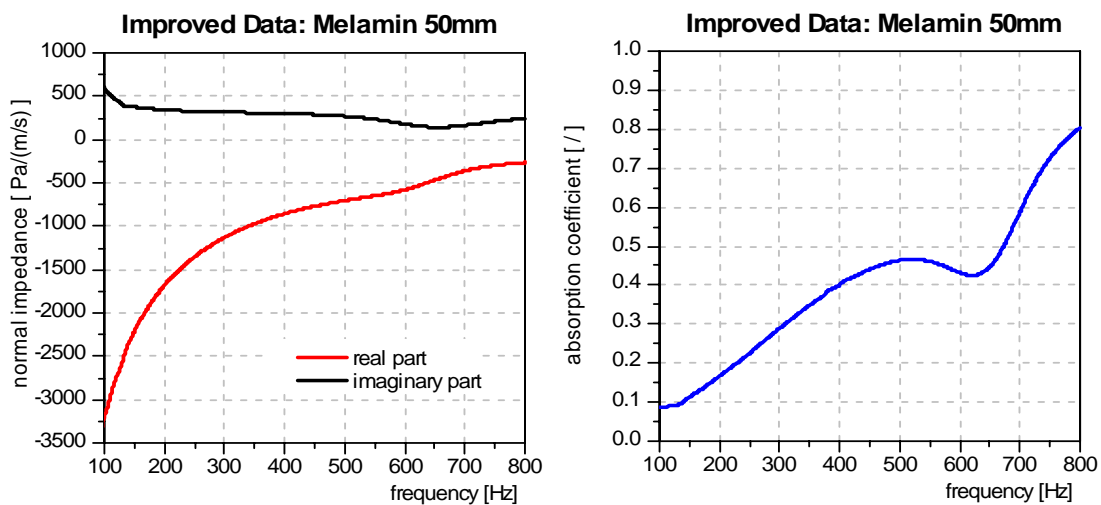 Improved Data: Melamin 50mm
normal impedance [ Pa/(m/s) ]
1000
500
0
-500
-1000
-1500
-2000
-2500
-3000
-3500
real part
imaginary part
100 200 300 400 500 600 700 800
frequency [Hz]
Improved Data: Melamin 50mm
absorption coefficient [ / ]
1.0
0.9
0.8
0.7
0.6
0.5
0.4
0.3
0.2
0.1
0.0
100 200 300 400 500 600 700 800
frequency [Hz]